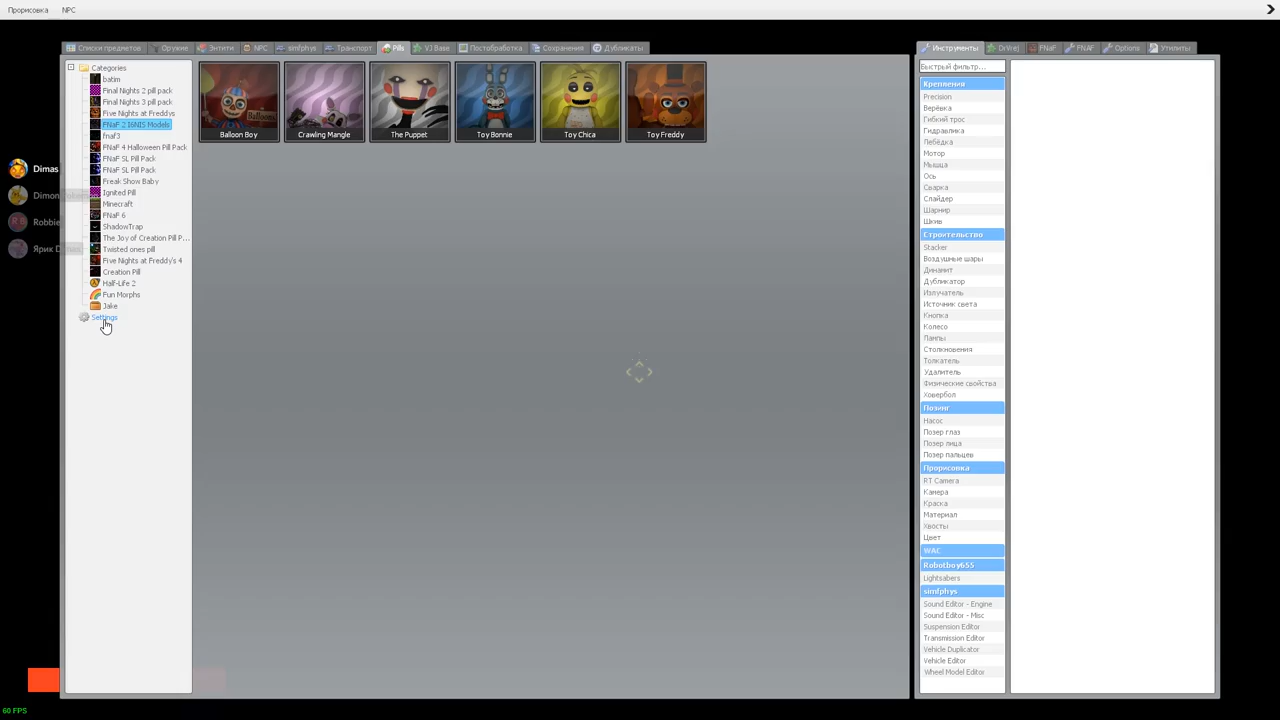 Прорисовка NPC
Списки предметов Оружие Энтити NPC simfphys Транспорт Pills VJ Base Постобработка Сохранения Дубликаты
Инструменты FNaF FNAF Options Утилиты
Categories
batim
Final Nights 2 pill pack
Final Nights 3 pill pack
Five Nights at Freddys
FNaF 2 16NIS Models
fnaf3
FNAF 4 Halloween Pill Pack
FNaF SL Pill Pack
FNaF SL Pill Pack
Freak Show Baby
Ignited Pill
Minecraft
FNaF 6
ShadowTrap
The Joy of Creation Pill P...
Twisted ones pill
Five Nights at Freddy's 4
Creation Pill
Half-Life 2
Fun Morphs
Jake
Settings
Dimas
Dimon
Robbie
Ярик
Balloon Boy
Crawling Mangle
The Puppet
Toy Bonnie
Toy Chica
Toy Freddy
Быстрый фильтр...
Крепления
Precision
Верёвка
Гибкий трос
Гидравлика
Лебёдка
Мотор
Мышца
Ось
Сварка
Слайдер
Шарнир
Шкив
Строительство
Stacker
Воздушные шары
Динамит
Дубликатор
Излучатель
Источник света
Кнопка
Колесо
Лампы
Столкновения
Толкатель
Удалитель
Физические свойства
Ховербол
Позинг
Насос
Позер глаз
Позер лица
Позер пальцев
Прорисовка
RT Camera
Камера
Краска
Материал
Хвосты
Цвет
WAC
Robotboy655
Lightsabers
simfphys
Sound Editor - Engine
Sound Editor - Misc
Suspension Editor
Transmission Editor
Vehicle Duplicator
Vehicle Editor
Wheel Model Editor
60 FPS